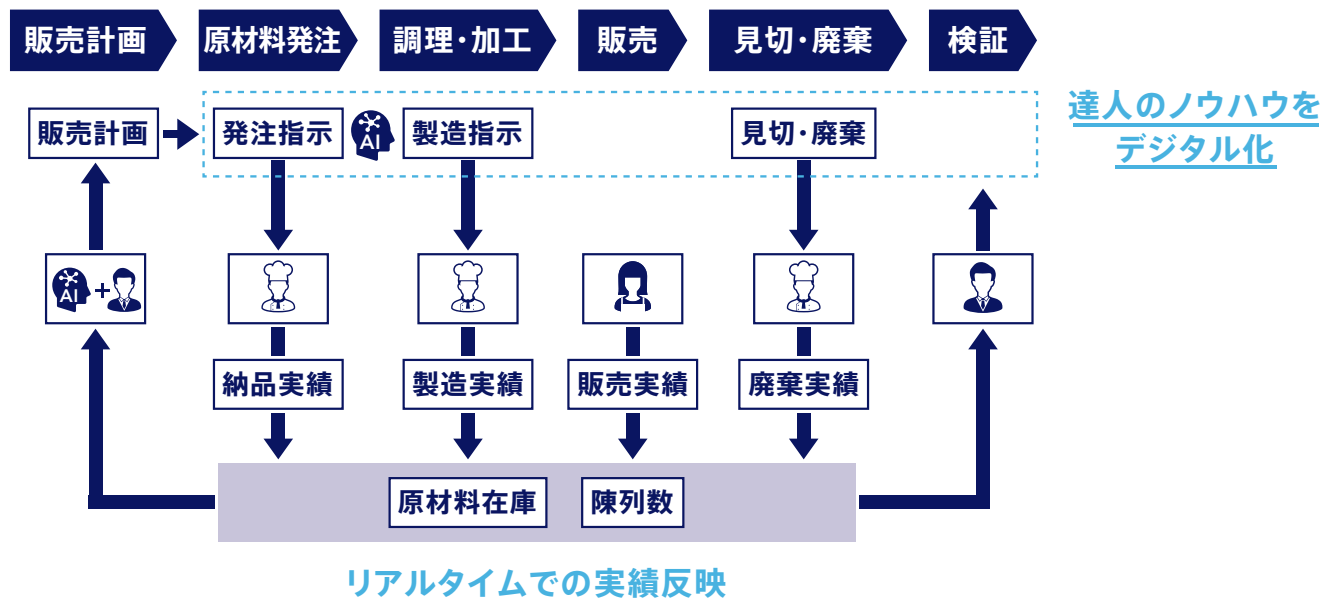 販売計画
原材料発注
調理・加工
販売
見切・廃棄
検証
達人のノウハウを
デジタル化
販売計画
発注指示
AI
製造指示
見切・廃棄
AI
+
納品実績
製造実績
販売実績
廃棄実績
原材料在庫
陳列数
リアルタイムでの実績反映